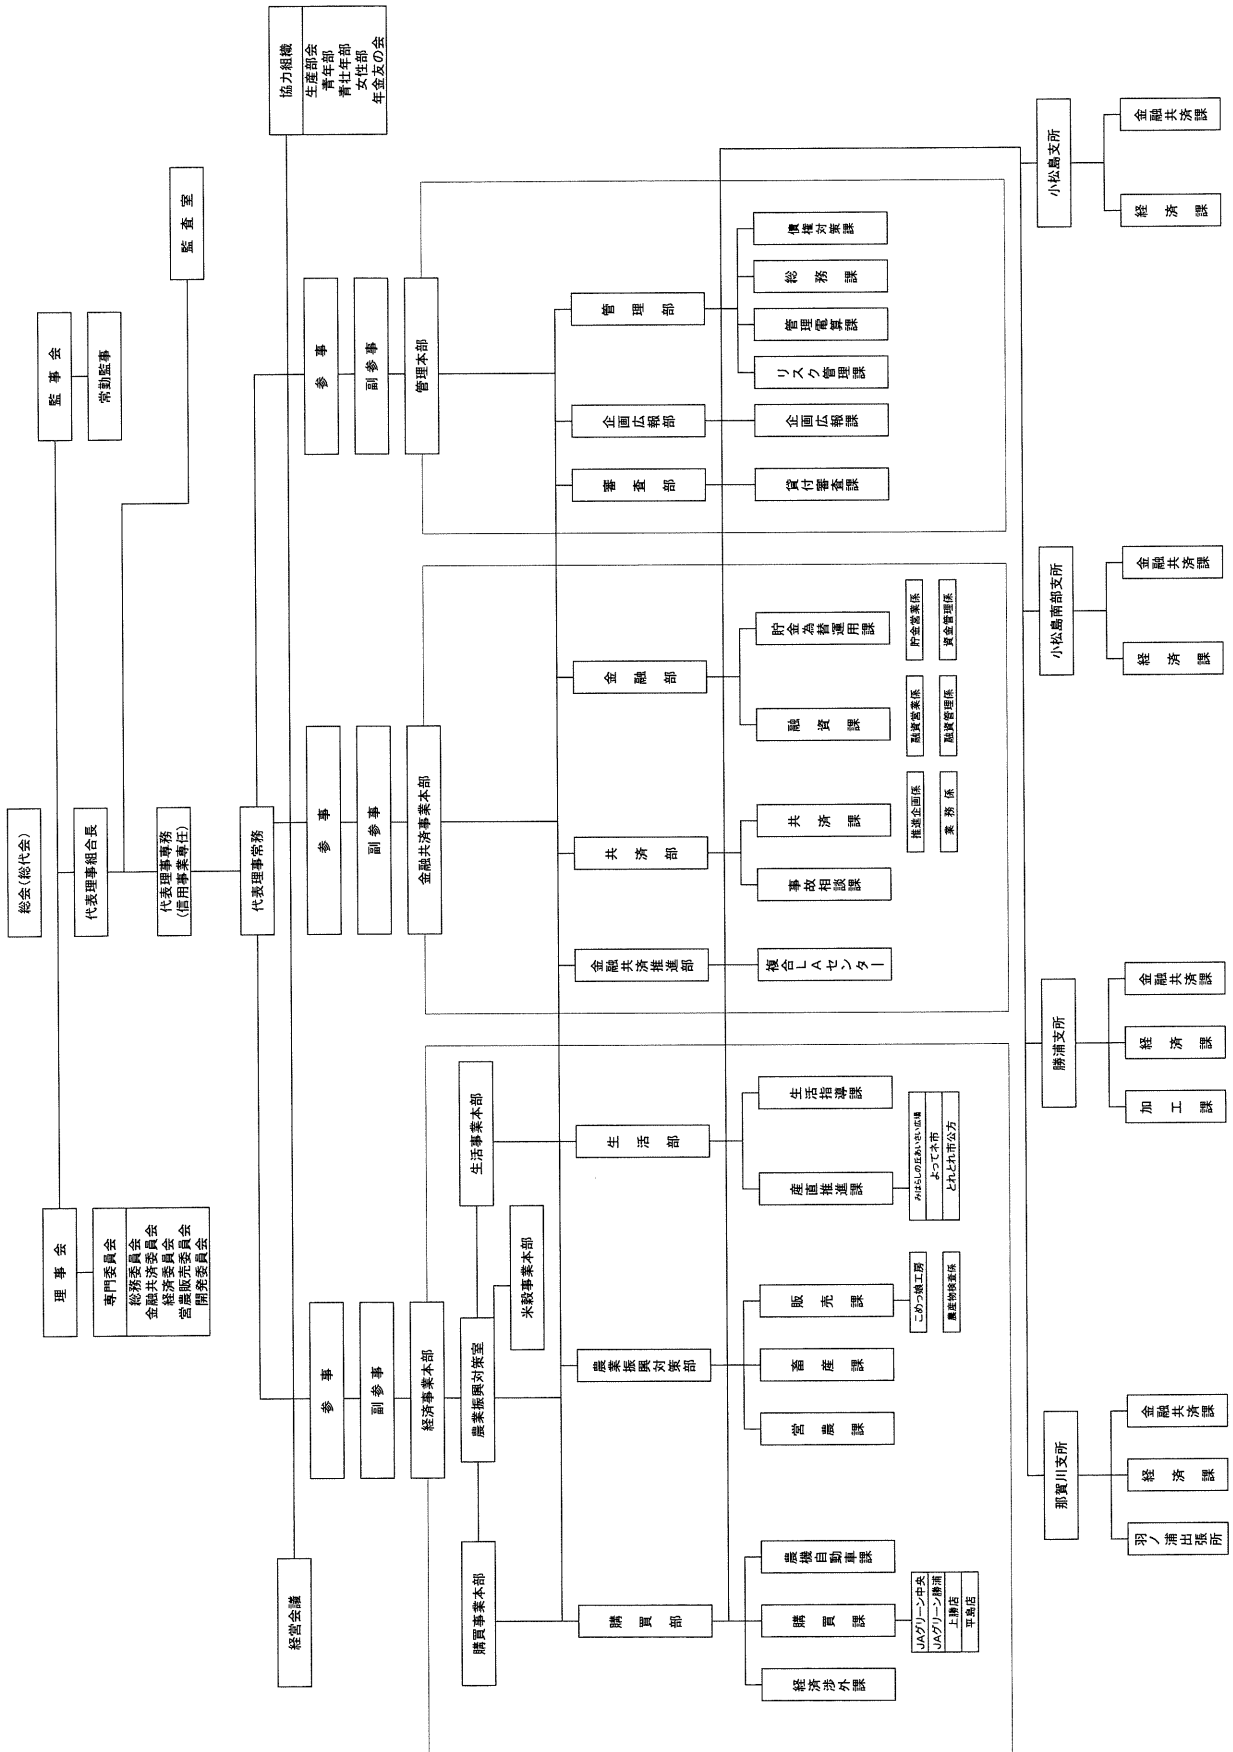 総会(総代会)
理事会
監事会
専門委員会
総務委員会
金融共済委員会
経済委員会
営農販売委員会
開発委員会
代表理事組合長
常勤監事
代表理事専務
(信用事業専任)
監査室
代表理事常務
経営会議
協力組織
生産部会
青年部
青壮年部
女性部
年金友の会
参事
参事
参事
副参事
副参事
副参事
経済事業本部
金融共済事業本部
管理本部
購買事業本部
農業振興対策室
生活事業本部
米穀事業本部
購買部
農業振興対策部
生活部
金融共済推進部
共済部
金融部
審査部
企画広報部
管理部
経済渉外課
購買課
農機自動車課
営農課
畜産課
販売課
産直推進課
生活指導課
複合LAセンター
事故相談課
共済課
融資課
貯金為替運用課
貸付審査課
企画広報課
リスク管理課
管理電算課
総務課
債権対策課
JAグリーン中央
JAグリーン勝浦
上勝店
平島店
こめっ娘工房
農産物検査係
みはらしの丘あいさい広場
よってネ市
とれとれ市公方
推進企画係
業務係
融資営業係
融資管理係
貯金営業係
資金管理係
那賀川支所
勝浦支所
小松島南部支所
小松島支所
羽ノ浦出張所
経済課
金融共済課
加工課
経済課
金融共済課
経済課
金融共済課
経済課
金融共済課